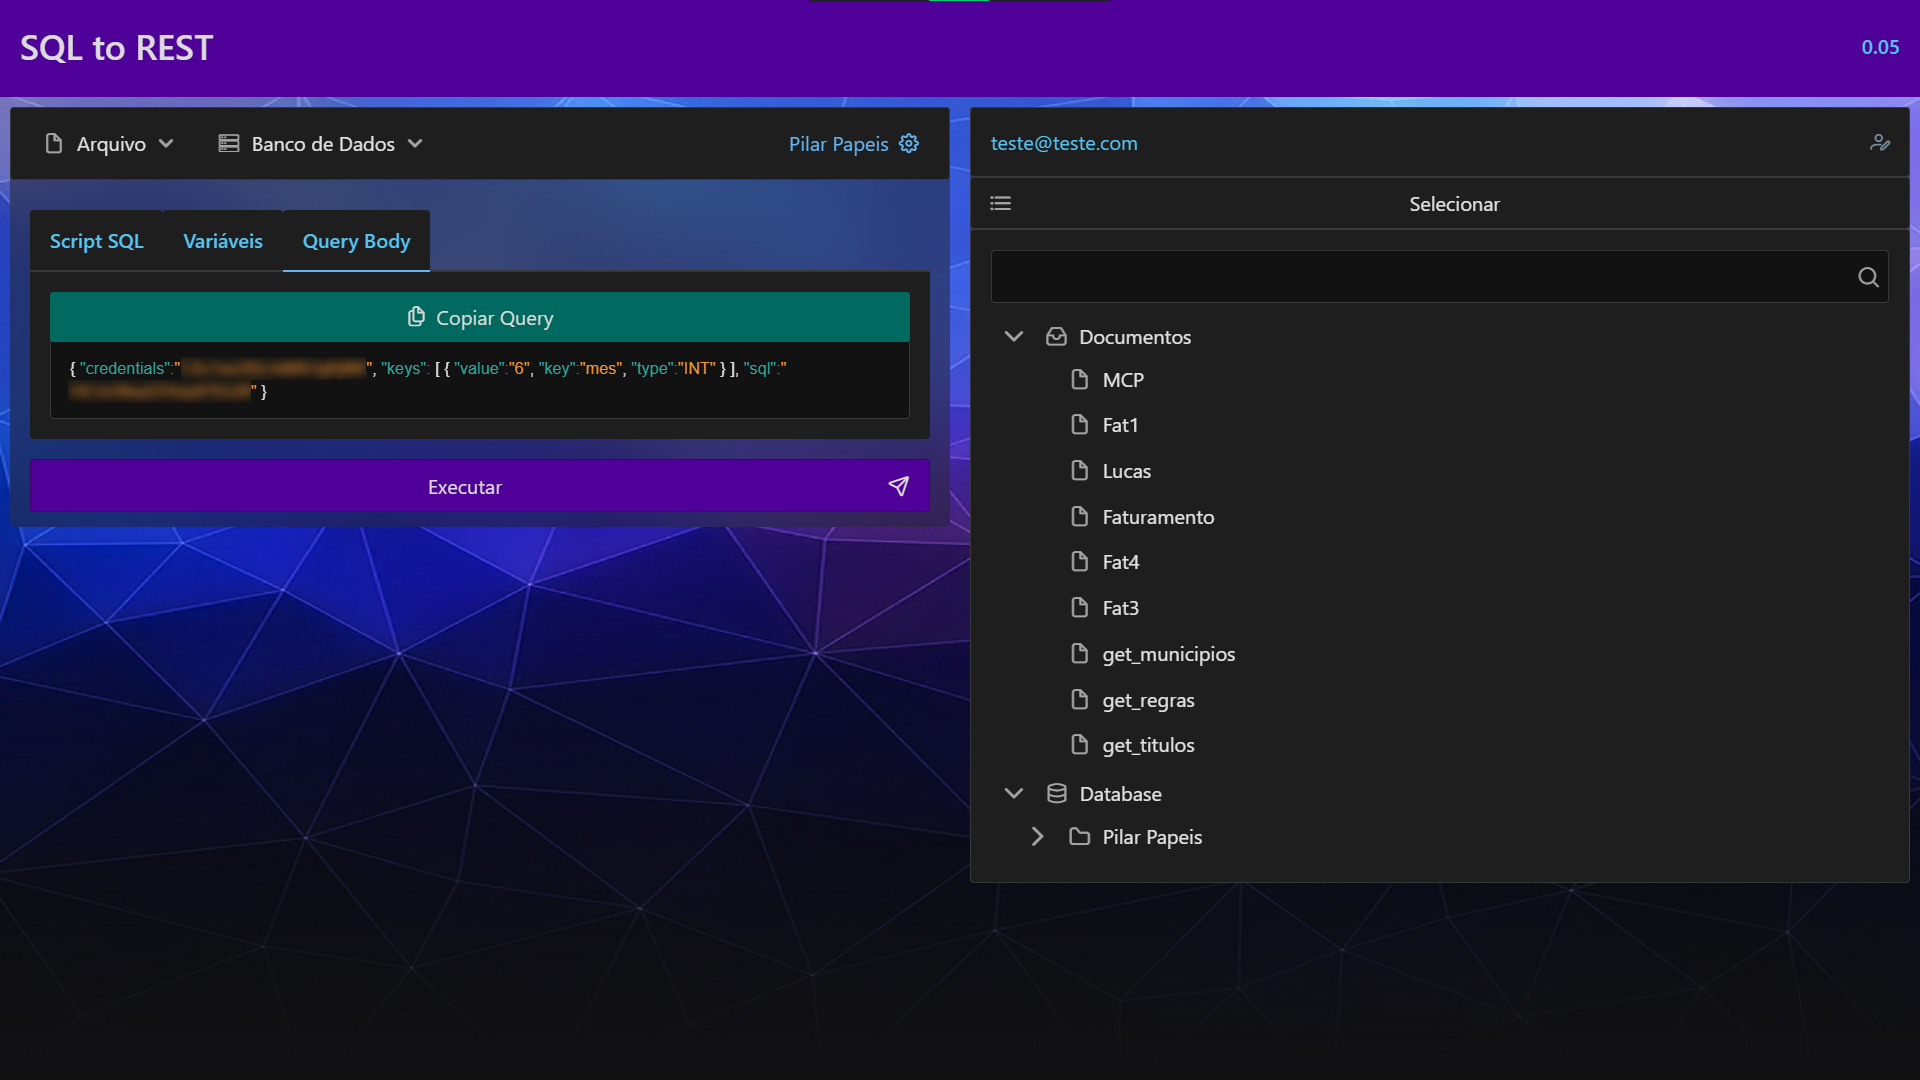 SQL to REST
0.05
Arquivo
Banco de Dados
Pilar Papeis
Script SQL
Variáveis
Query Body
Copiar Query
{ "credentials":"", "keys": [ { "value":"6", "key":"mes", "type":"INT" } ], "sql":"
" }
Executar
teste@teste.com
Selecionar
Documentos
MCP
Fat1
Lucas
Faturamento
Fat4
Fat3
get_municipios
get_regras
get_titulos
Database
Pilar Papeis